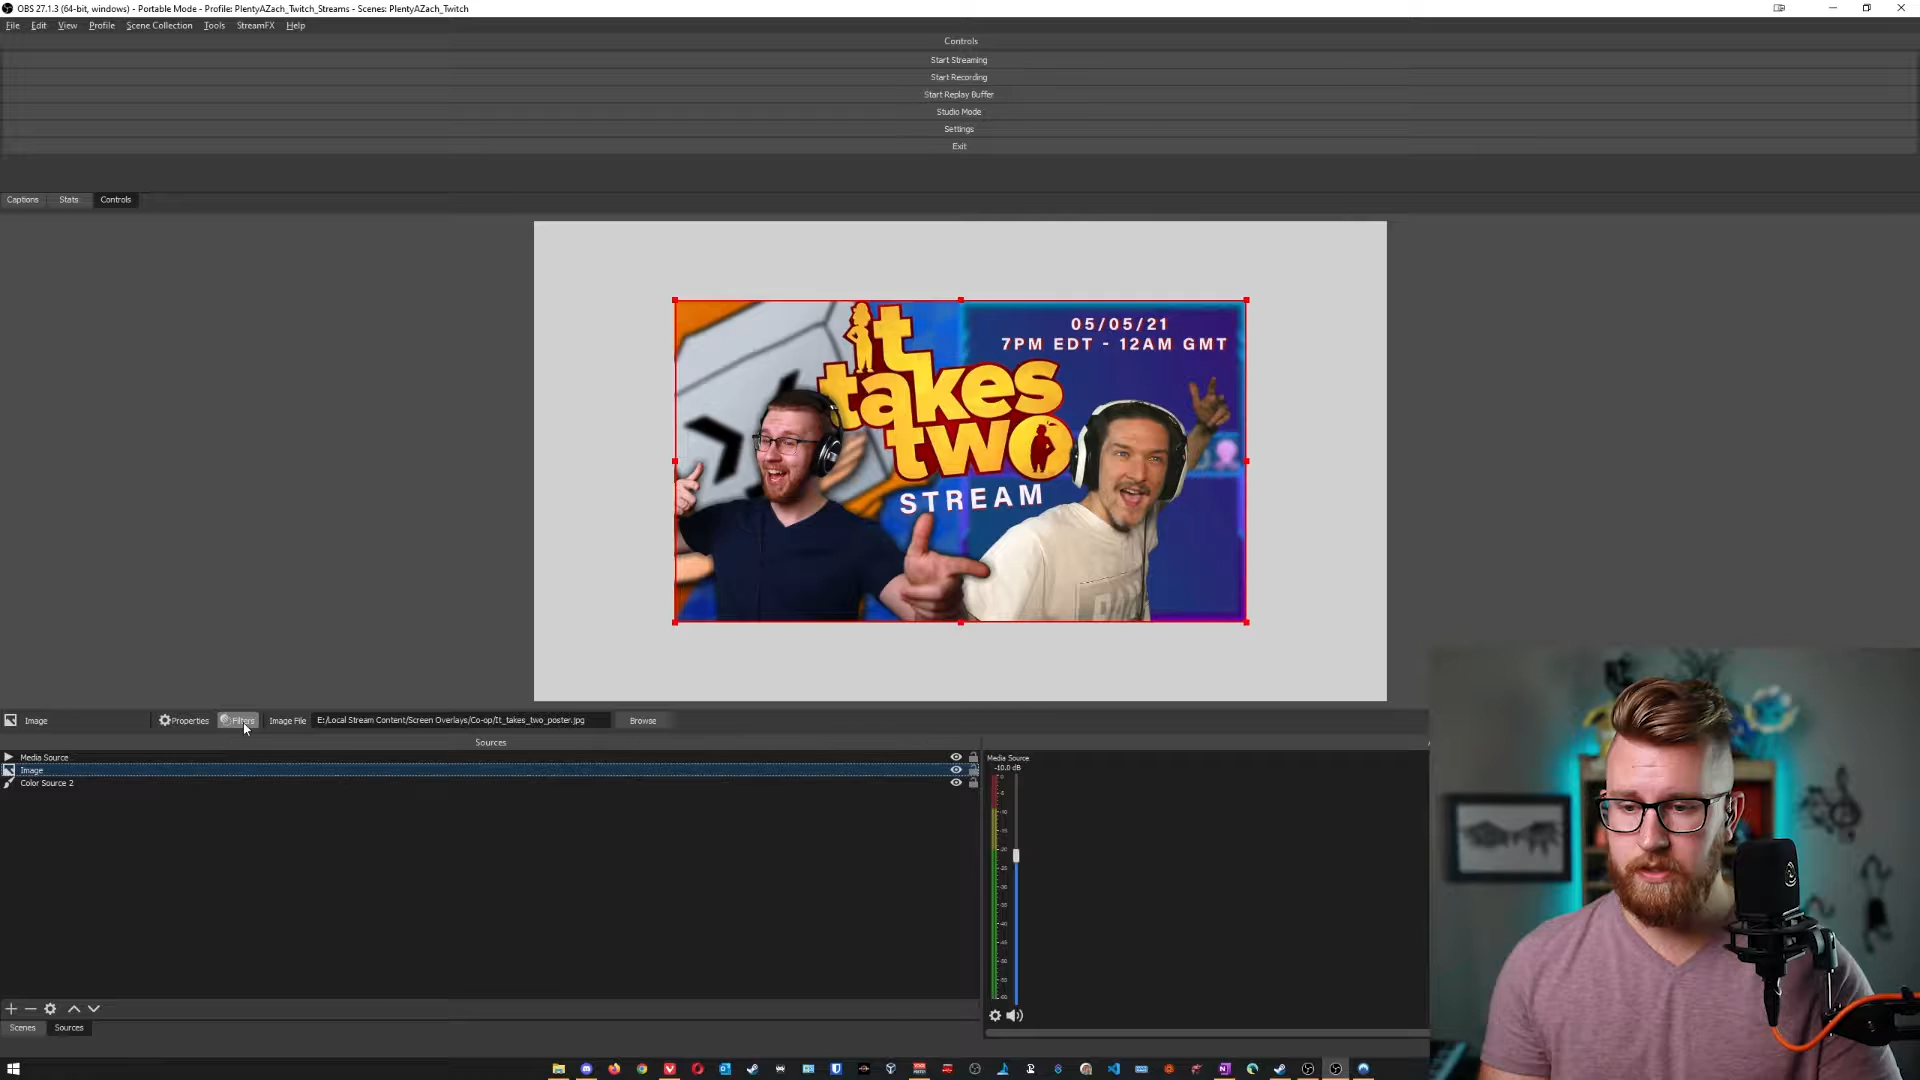 OBS 27.1.3 (64-bit, windows) - Portable Mode - Profile: PlentyAZach_Twitch_Streams - Scenes: PlentyAZach_Twitch
File Edit View Profile Scene Collection Tools StreamFX Help
Controls
Start Streaming
Start Recording
Start Replay Buffer
Studio Mode
Settings
Exit
Captions Stats Controls
05/05/21
7PM EDT - 12AM GMT
it
takes
two
STREAM
Image Properties Filters Image File E:/Local Stream Content/Screen Overlays/Co-op/It_takes_two_poster.jpg Browse
Sources
Media Source
Image
Color Source 2
Media Source
-10.0 dB
Scenes Sources